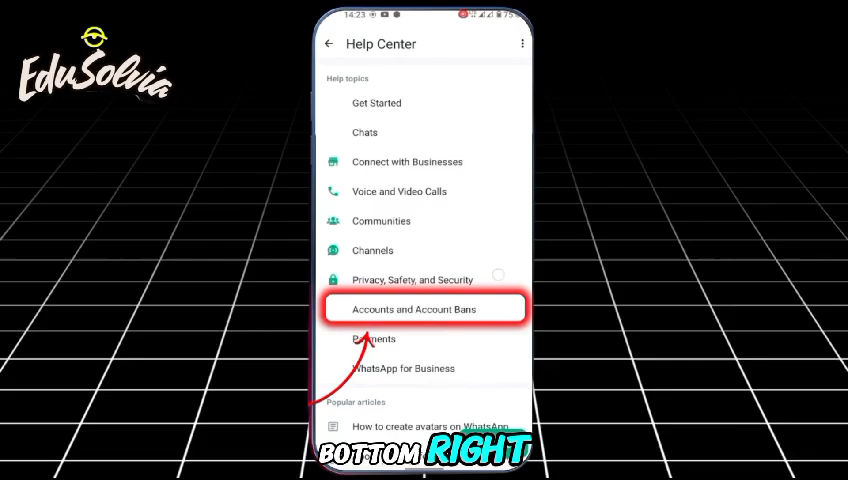 EduSolvia
14:23 75%
Help Center
Help topics
Get Started
Chats
Connect with Businesses
Voice and Video Calls
Communities
Channels
Privacy, Safety, and Security
Accounts and Account Bans
Payments
WhatsApp for Business
Popular articles
How to create avatars on WhatsApp
BOTTOM RIGHT